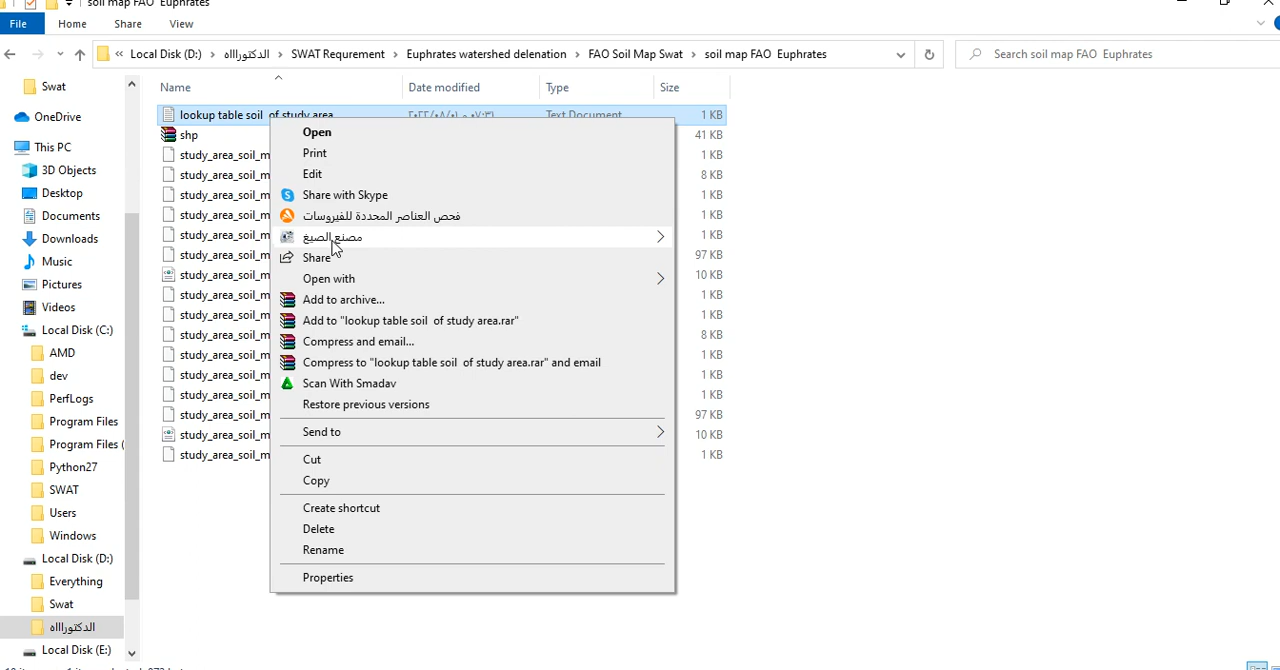 soil map FAO  Euphrates
File
Home
Share
View
« Local Disk (D:) › الدكتوراااه › SWAT Requrement › Euphrates watershed delenation › FAO Soil Map Swat › soil map FAO  Euphrates
Search soil map FAO  Euphrates
Name
Date modified
Type
Size
Swat
OneDrive
This PC
3D Objects
Desktop
Documents
Downloads
Music
Pictures
Videos
Local Disk (C:)
AMD
dev
PerfLogs
Program Files
Program Files (
Python27
SWAT
Users
Windows
Local Disk (D:)
Everything
Swat
الدكتوراااه
Local Disk (E:)
lookup table soil  of study area
Text Document
1 KB
shp
41 KB
study_area_soil_m
1 KB
study_area_soil_m
8 KB
study_area_soil_m
1 KB
study_area_soil_m
1 KB
study_area_soil_m
1 KB
study_area_soil_m
97 KB
study_area_soil_m
10 KB
study_area_soil_m
1 KB
study_area_soil_m
1 KB
study_area_soil_m
8 KB
study_area_soil_m
1 KB
study_area_soil_m
1 KB
study_area_soil_m
1 KB
study_area_soil_m
97 KB
study_area_soil_m
10 KB
study_area_soil_m
1 KB
Open
Print
Edit
Share with Skype
فحص العناصر المحددة للفيروسات
مصنع الصيغ
Share
Open with
Add to archive...
Add to "lookup table soil  of study area.rar"
Compress and email...
Compress to "lookup table soil  of study area.rar" and email
Scan With Smadav
Restore previous versions
Send to
Cut
Copy
Create shortcut
Delete
Rename
Properties